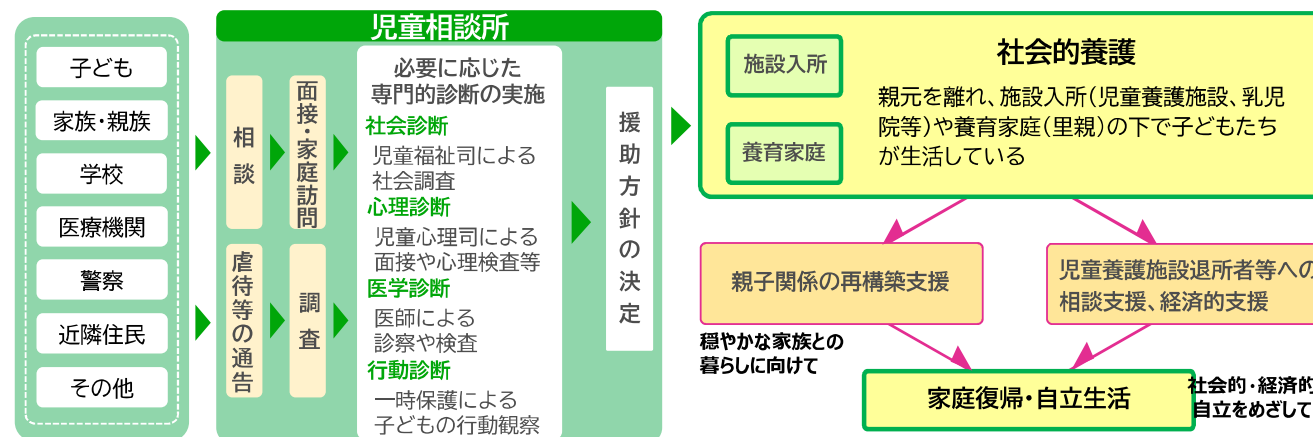 子ども
家族・親族
学校
医療機関
警察
近隣住民
その他
児童相談所
相談
虐待等の通告
面接・家庭訪問
調査
必要に応じた
専門的診断の実施
社会診断
児童福祉司による
社会調査
心理診断
児童心理司による
面接や心理検査等
医学診断
医師による
診察や検査
行動診断
一時保護による
子どもの行動観察
援助方針の決定
施設入所
養育家庭
社会的養護
親元を離れ、施設入所(児童養護施設、乳児
院等)や養育家庭(里親)の下で子どもたち
が生活している
親子関係の再構築支援
児童養護施設退所者等への
相談支援、経済的支援
穏やかな家族との
暮らしに向けて
家庭復帰・自立生活
社会的・経済的
自立をめざして